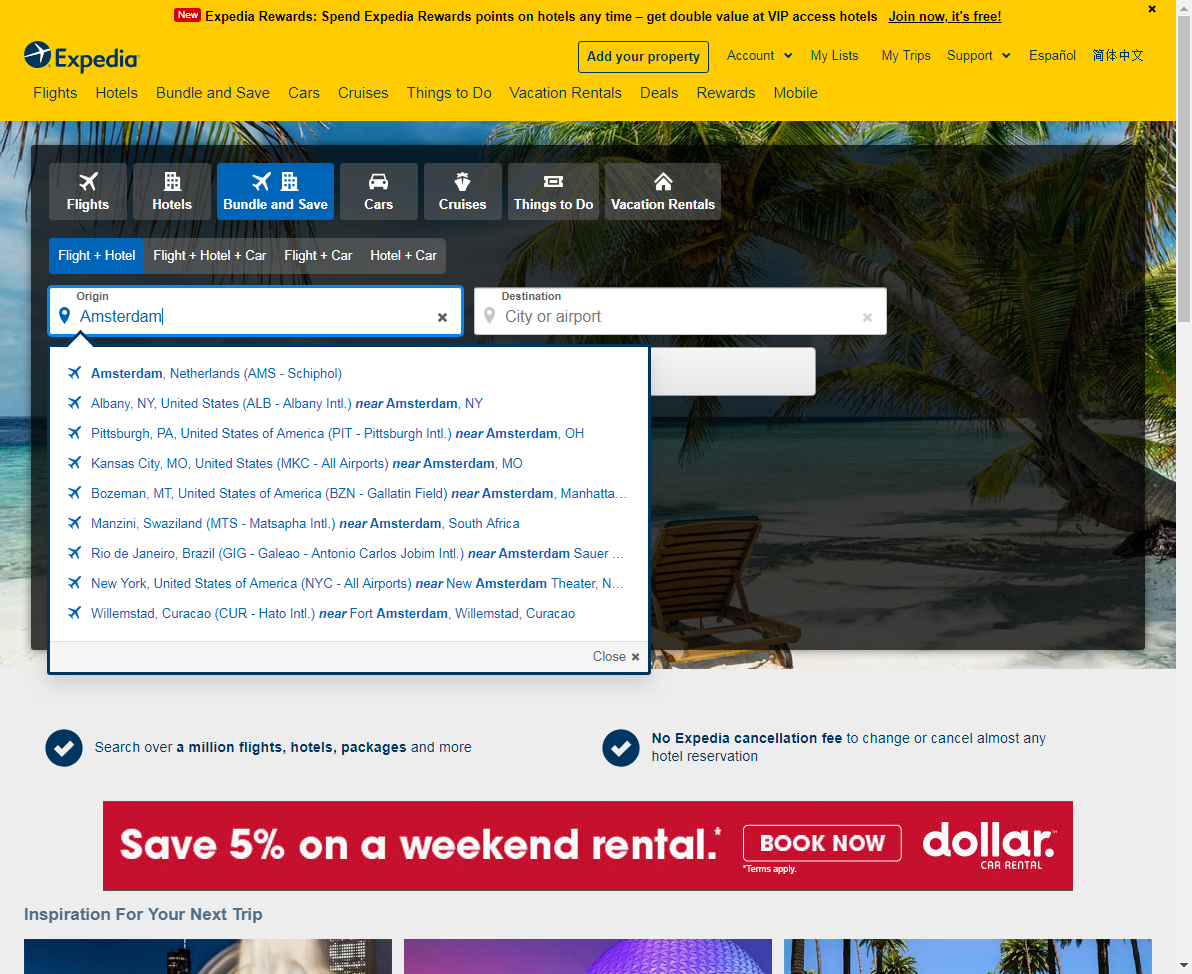 New Expedia Rewards: Spend Expedia Rewards points on hotels any time – get double value at VIP access hotels Join now, it's free!
Expedia
Add your property Account My Lists My Trips Support Español 简体中文
Flights Hotels Bundle and Save Cars Cruises Things to Do Vacation Rentals Deals Rewards Mobile
Flights Hotels Bundle and Save Cars Cruises Things to Do Vacation Rentals
Flight + Hotel Flight + Hotel + Car Flight + Car Hotel + Car
Origin Destination
Amsterdam City or airport
Amsterdam, Netherlands (AMS - Schiphol)
Albany, NY, United States (ALB - Albany Intl.) near Amsterdam, NY
Pittsburgh, PA, United States of America (PIT - Pittsburgh Intl.) near Amsterdam, OH
Kansas City, MO, United States (MKC - All Airports) near Amsterdam, MO
Bozeman, MT, United States of America (BZN - Gallatin Field) near Amsterdam, Manhatta...
Manzini, Swaziland (MTS - Matsapha Intl.) near Amsterdam, South Africa
Rio de Janeiro, Brazil (GIG - Galeao - Antonio Carlos Jobim Intl.) near Amsterdam Sauer ...
New York, United States of America (NYC - All Airports) near New Amsterdam Theater, N...
Willemstad, Curacao (CUR - Hato Intl.) near Fort Amsterdam, Willemstad, Curacao
Close
Search over a million flights, hotels, packages and more
No Expedia cancellation fee to change or cancel almost any
hotel reservation
Save 5% on a weekend rental.* BOOK NOW dollar.™
*Terms apply. CAR RENTAL
Inspiration For Your Next Trip